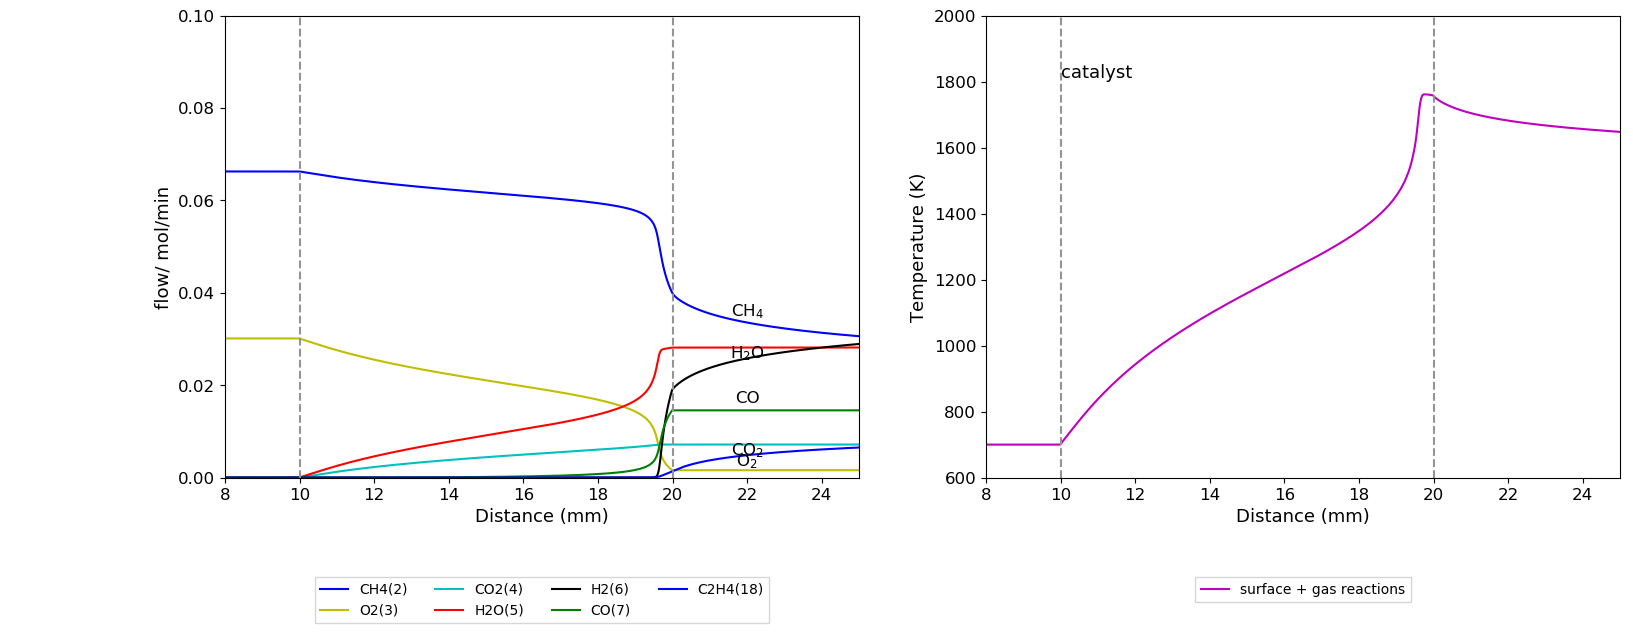 0.10
0.08
0.06
0.04
0.02
0.00
flow/ mol/min
CH4
H2O
CO
CO2
O2
8 10 12 14 16 18 20 22 24
Distance (mm)
CH4(2) CO2(4) H2(6) C2H4(18)
O2(3) H2O(5) CO(7)
2000
1800
1600
1400
1200
1000
800
600
Temperature (K)
catalyst
8 10 12 14 16 18 20 22 24
Distance (mm)
surface + gas reactions